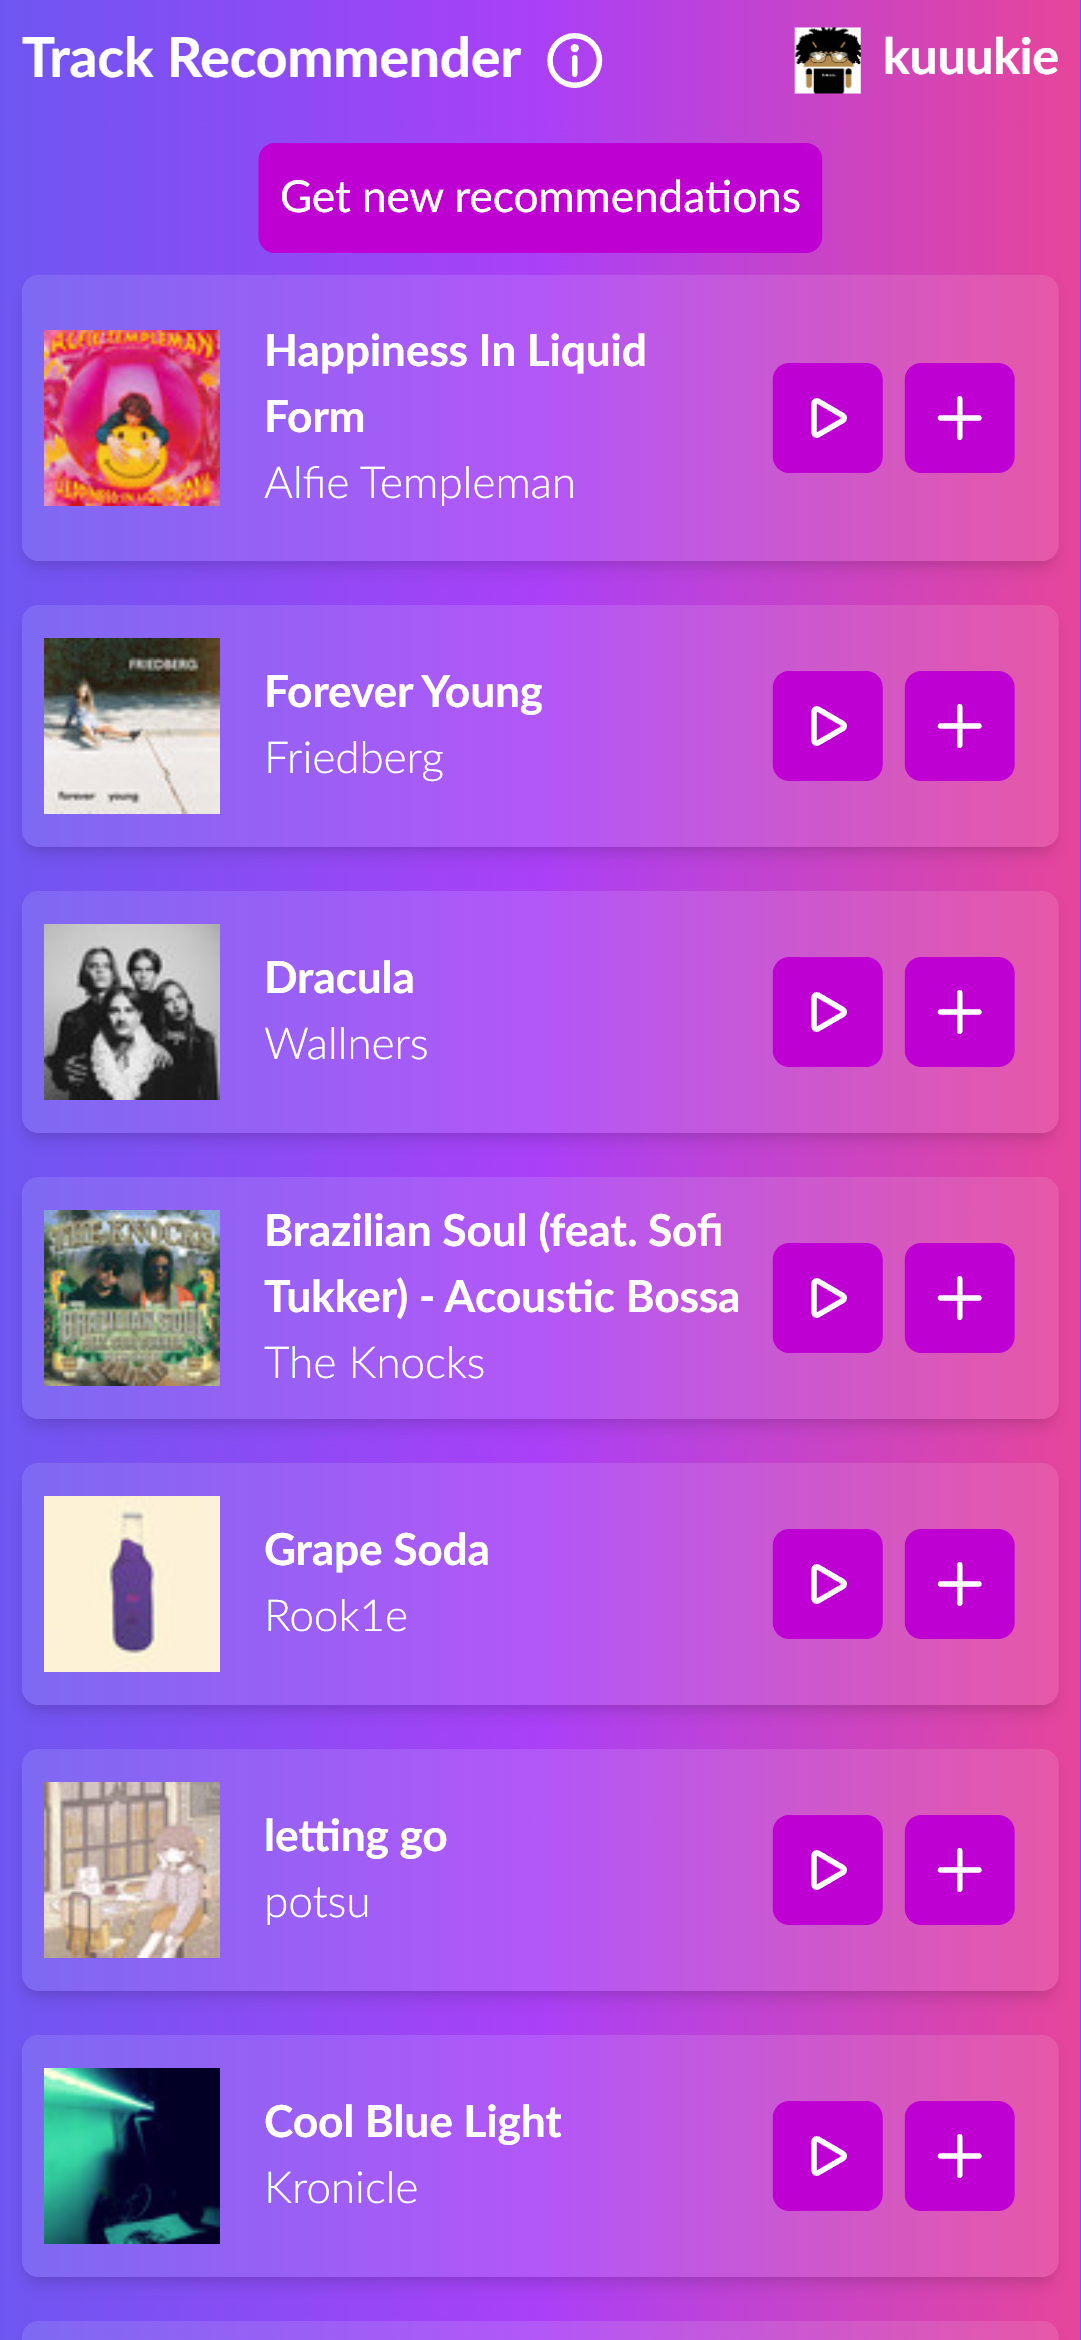 Track Recommender
kuuukie
Get new recommendations
ALFIE TEMPLEMAN
HAPPINESS IN LIQUID FORM
Happiness In Liquid
Form
Alfie Templeman
FRIEDBERG
forever young
Forever Young
Friedberg
Dracula
Wallners
THE KNOCKS
BRAZILIAN SOUL
Brazilian Soul (feat. Sofi
Tukker) - Acoustic Bossa
The Knocks
Grape Soda
Rook1e
letting go
potsu
Cool Blue Light
Kronicle